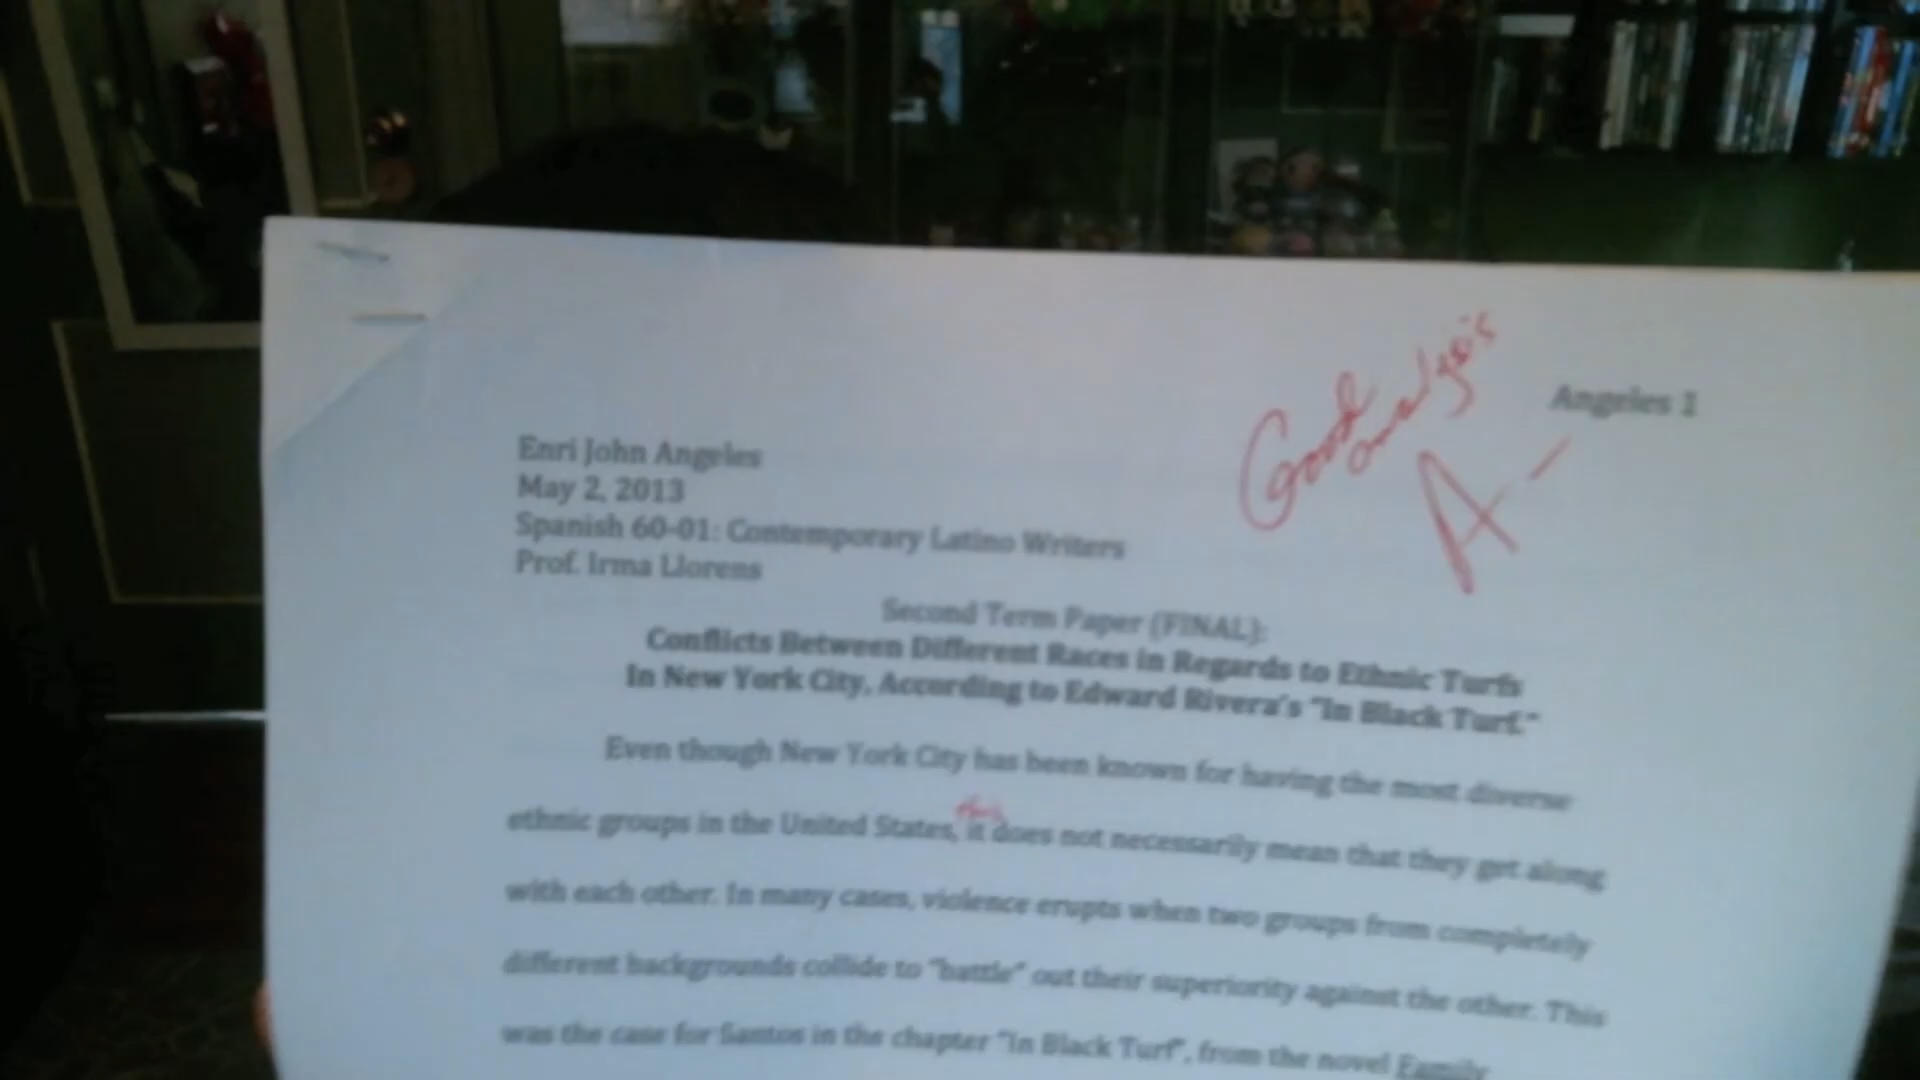 Good
analysis
Angeles 1
A-
Enri John Angeles
May 2, 2013
Spanish 60-01: Contemporary Latino Writers
Prof. Irma Llorens
Second Term Paper (FINAL):
Conflicts Between Different Races in Regards to Ethnic Turfs
In New York City, According to Edward Rivera's "In Black Turf."
Even though New York City has been known for having the most diverse
ethnic groups in the United States, it does not necessarily mean that they get along
with each other. In many cases, violence erupts when two groups from completely
different backgrounds collide to "battle" out their superiority against the other. This
was the case for Santos in the chapter "In Black Turf", from the novel Family